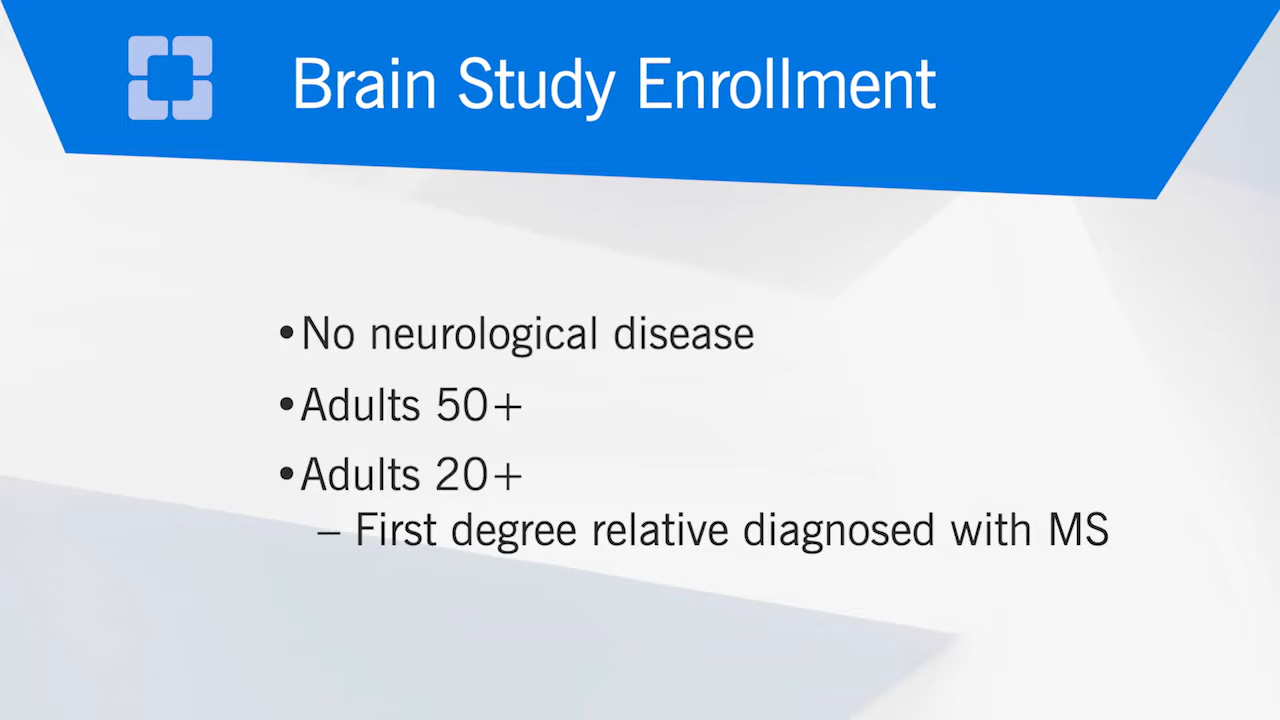 Brain Study Enrollment
•No neurological disease
•Adults 50+
•Adults 20+
– First degree relative diagnosed with MS